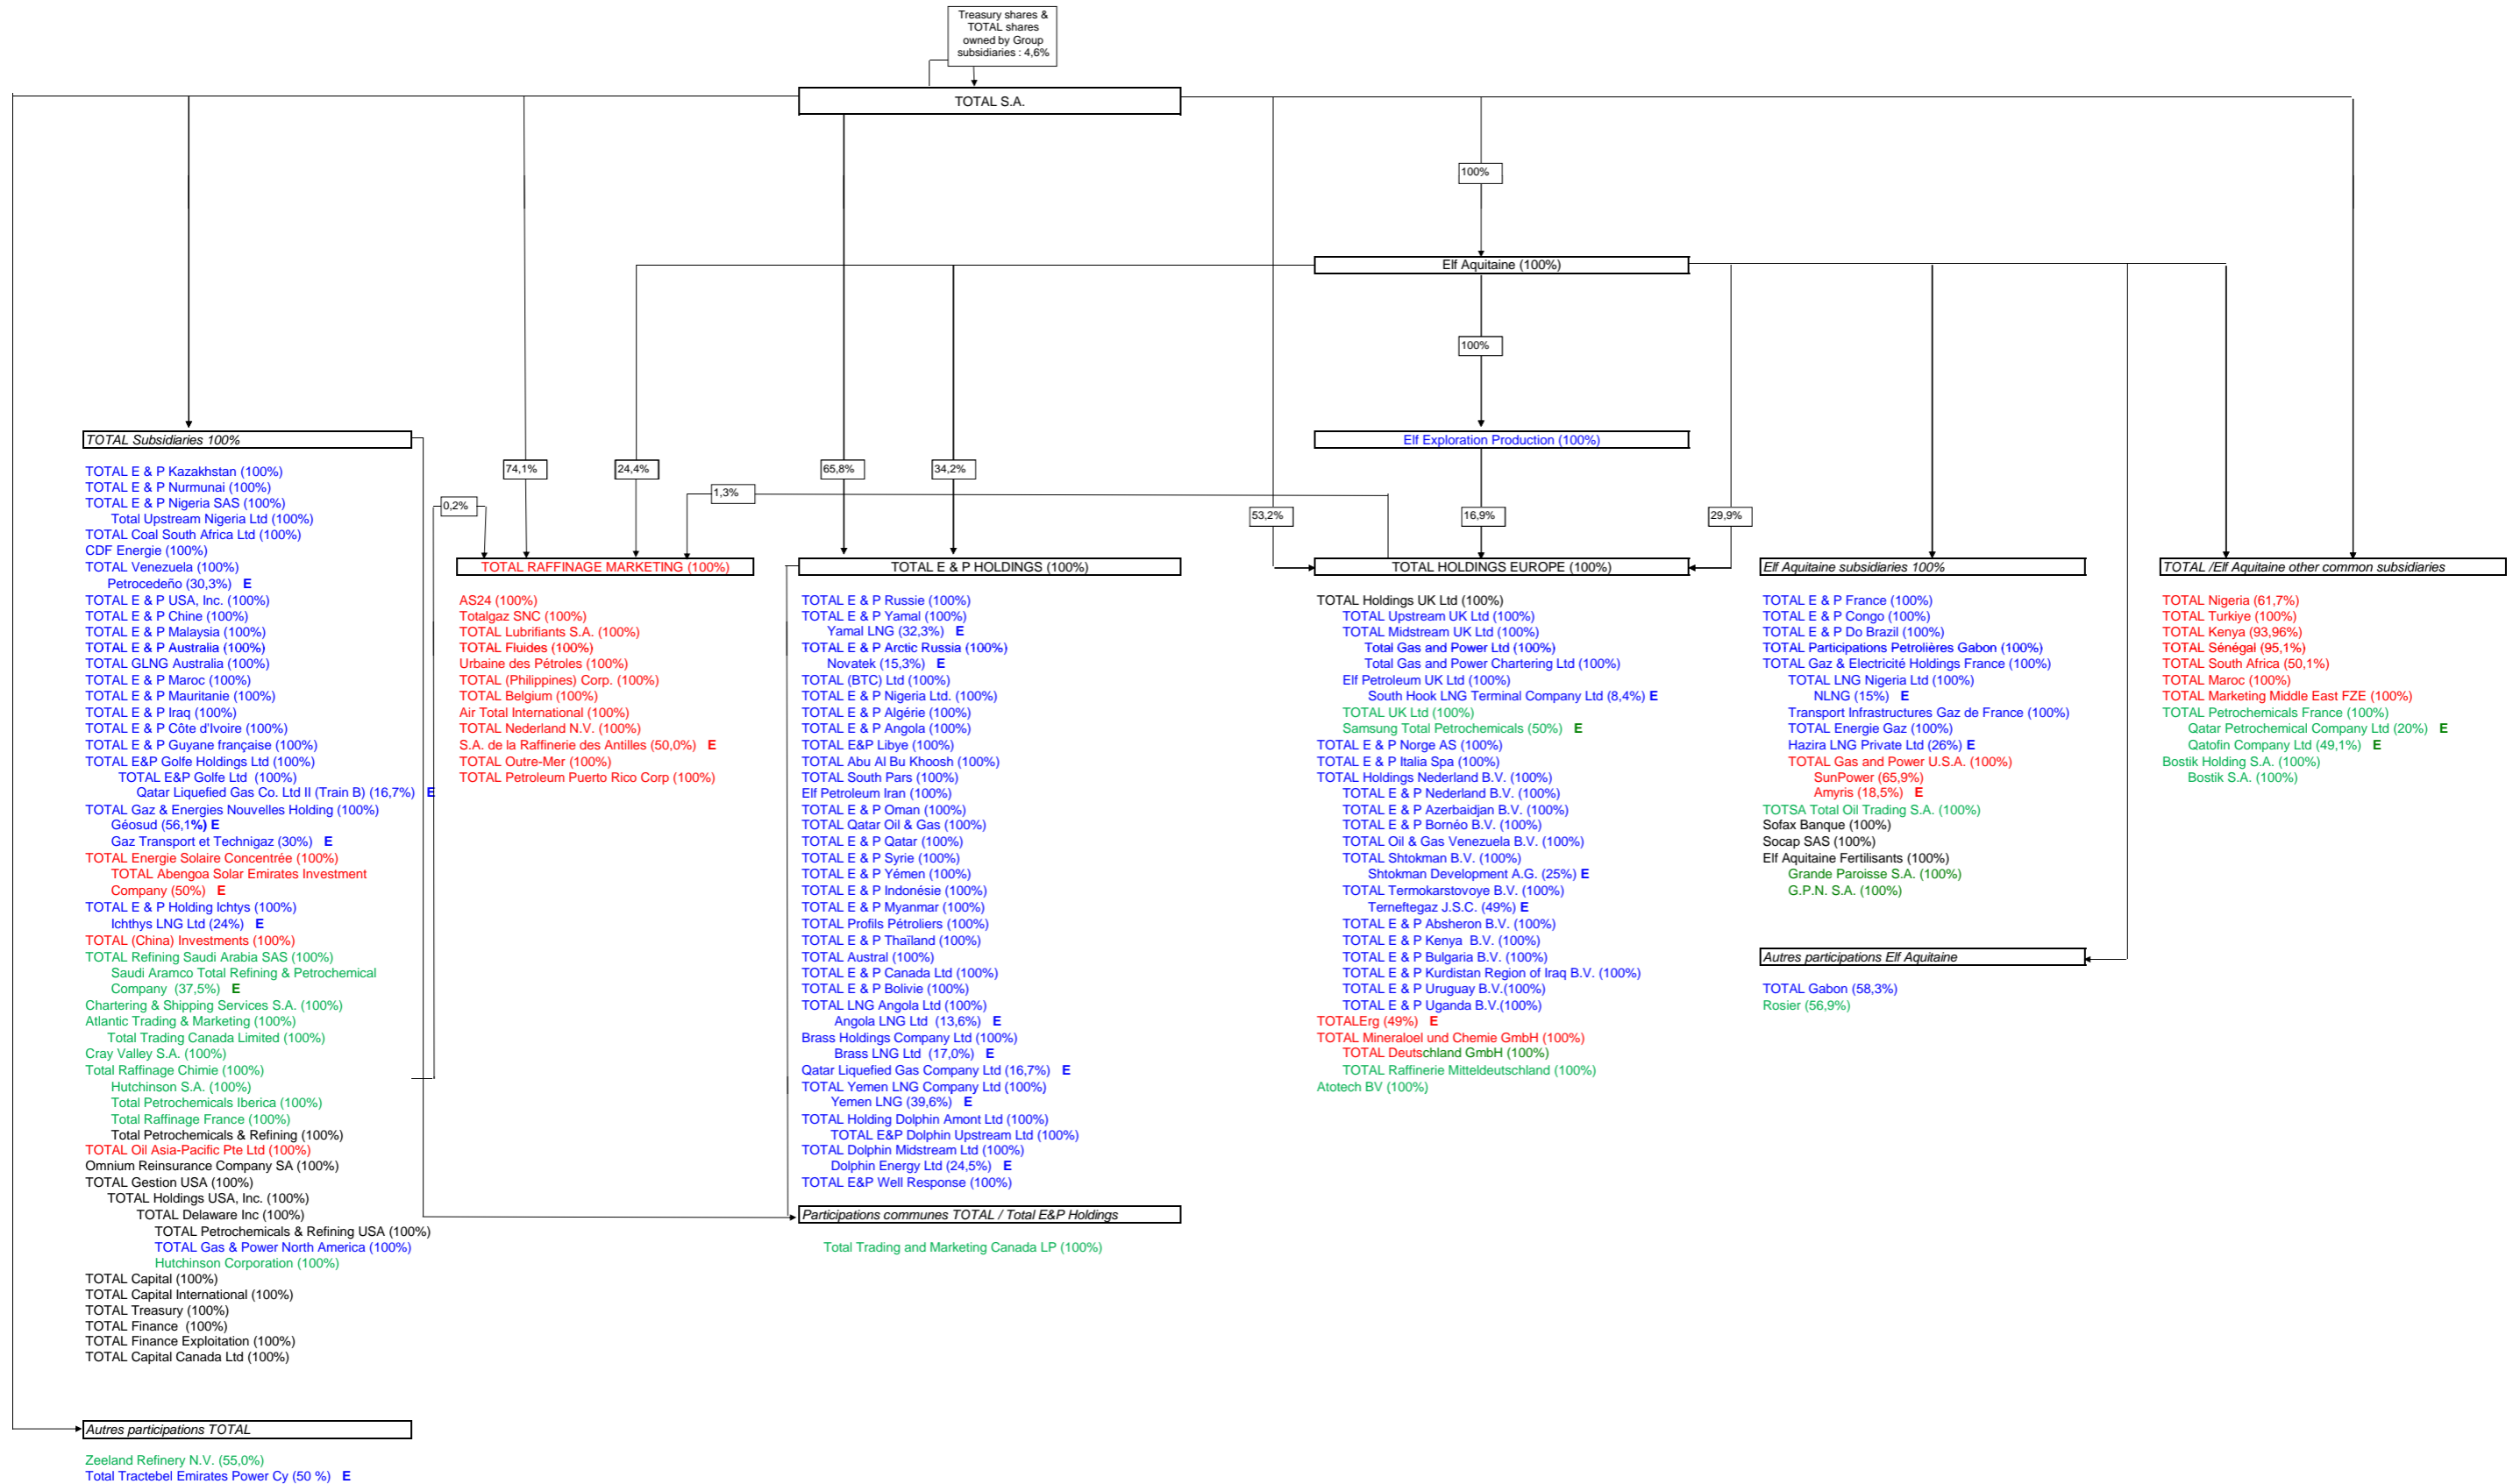 Treasury shares &
TOTAL shares
owned by Group
subsidiaries : 4,6%
TOTAL S.A.
100%
Elf Aquitaine (100%)
100%
Elf Exploration Production (100%)
74,1%
24,4%
65,8%
34,2%
1,3%
0,2%
53,2%
16,9%
29,9%
TOTAL Subsidiaries 100%
TOTAL E & P Kazakhstan (100%)
TOTAL E & P Nurmunai (100%)
TOTAL E & P Nigeria SAS (100%)
Total Upstream Nigeria Ltd (100%)
TOTAL Coal South Africa Ltd (100%)
CDF Energie (100%)
TOTAL Venezuela (100%)
Petrocedeño (30,3%) E
TOTAL E & P USA, Inc. (100%)
TOTAL E & P Chine (100%)
TOTAL E & P Malaysia (100%)
TOTAL E & P Australia (100%)
TOTAL GLNG Australia (100%)
TOTAL E & P Maroc (100%)
TOTAL E & P Mauritanie (100%)
TOTAL E & P Iraq (100%)
TOTAL E & P Côte d'Ivoire (100%)
TOTAL E & P Guyane française (100%)
TOTAL E&P Golfe Holdings Ltd (100%)
TOTAL E&P Golfe Ltd (100%)
Qatar Liquefied Gas Co. Ltd II (Train B) (16,7%) E
TOTAL Gaz & Energies Nouvelles Holding (100%)
Géosud (56,1%) E
Gaz Transport et Technigaz (30%) E
TOTAL Energie Solaire Concentrée (100%)
TOTAL Abengoa Solar Emirates Investment
Company (50%) E
TOTAL E & P Holding Ichtys (100%)
Ichthys LNG Ltd (24%) E
TOTAL (China) Investments (100%)
TOTAL Refining Saudi Arabia SAS (100%)
Saudi Aramco Total Refining & Petrochemical
Company (37,5%) E
Chartering & Shipping Services S.A. (100%)
Atlantic Trading & Marketing (100%)
Total Trading Canada Limited (100%)
Cray Valley S.A. (100%)
Total Raffinage Chimie (100%)
Hutchinson S.A. (100%)
Total Petrochemicals Iberica (100%)
Total Raffinage France (100%)
Total Petrochemicals & Refining (100%)
TOTAL Oil Asia-Pacific Pte Ltd (100%)
Omnium Reinsurance Company SA (100%)
TOTAL Gestion USA (100%)
TOTAL Holdings USA, Inc. (100%)
TOTAL Delaware Inc (100%)
TOTAL Petrochemicals & Refining USA (100%)
TOTAL Gas & Power North America (100%)
Hutchinson Corporation (100%)
TOTAL Capital (100%)
TOTAL Capital International (100%)
TOTAL Treasury (100%)
TOTAL Finance (100%)
TOTAL Finance Exploitation (100%)
TOTAL Capital Canada Ltd (100%)
Autres participations TOTAL
Zeeland Refinery N.V. (55,0%)
Total Tractebel Emirates Power Cy (50 %) E
TOTAL RAFFINAGE MARKETING (100%)
AS24 (100%)
Totalgaz SNC (100%)
TOTAL Lubrifiants S.A. (100%)
TOTAL Fluides (100%)
Urbaine des Pétroles (100%)
TOTAL (Philippines) Corp. (100%)
TOTAL Belgium (100%)
Air Total International (100%)
TOTAL Nederland N.V. (100%)
S.A. de la Raffinerie des Antilles (50,0%) E
TOTAL Outre-Mer (100%)
TOTAL Petroleum Puerto Rico Corp (100%)
TOTAL E & P HOLDINGS (100%)
TOTAL E & P Russie (100%)
TOTAL E & P Yamal (100%)
Yamal LNG (32,3%) E
TOTAL E & P Arctic Russia (100%)
Novatek (15,3%) E
TOTAL (BTC) Ltd (100%)
TOTAL E & P Nigeria Ltd. (100%)
TOTAL E & P Algérie (100%)
TOTAL E & P Angola (100%)
TOTAL E&P Libye (100%)
TOTAL Abu Al Bu Khoosh (100%)
TOTAL South Pars (100%)
Elf Petroleum Iran (100%)
TOTAL E & P Oman (100%)
TOTAL Qatar Oil & Gas (100%)
TOTAL E & P Qatar (100%)
TOTAL E & P Syrie (100%)
TOTAL E & P Yémen (100%)
TOTAL E & P Indonésie (100%)
TOTAL E & P Myanmar (100%)
TOTAL Profils Pétroliers (100%)
TOTAL E & P Thaïland (100%)
TOTAL Austral (100%)
TOTAL E & P Canada Ltd (100%)
TOTAL E & P Bolivie (100%)
TOTAL LNG Angola Ltd (100%)
Angola LNG Ltd (13,6%) E
Brass Holdings Company Ltd (100%)
Brass LNG Ltd (17,0%) E
Qatar Liquefied Gas Company Ltd (16,7%) E
TOTAL Yemen LNG Company Ltd (100%)
Yemen LNG (39,6%) E
TOTAL Holding Dolphin Amont Ltd (100%)
TOTAL E&P Dolphin Upstream Ltd (100%)
TOTAL Dolphin Midstream Ltd (100%)
Dolphin Energy Ltd (24,5%) E
TOTAL E&P Well Response (100%)
Participations communes TOTAL / Total E&P Holdings
Total Trading and Marketing Canada LP (100%)
TOTAL HOLDINGS EUROPE (100%)
TOTAL Holdings UK Ltd (100%)
TOTAL Upstream UK Ltd (100%)
TOTAL Midstream UK Ltd (100%)
Total Gas and Power Ltd (100%)
Total Gas and Power Chartering Ltd (100%)
Elf Petroleum UK Ltd (100%)
South Hook LNG Terminal Company Ltd (8,4%) E
TOTAL UK Ltd (100%)
Samsung Total Petrochemicals (50%) E
TOTAL E & P Norge AS (100%)
TOTAL E & P Italia Spa (100%)
TOTAL Holdings Nederland B.V. (100%)
TOTAL E & P Nederland B.V. (100%)
TOTAL E & P Azerbaidjan B.V. (100%)
TOTAL E & P Bornéo B.V. (100%)
TOTAL Oil & Gas Venezuela B.V. (100%)
TOTAL Shtokman B.V. (100%)
Shtokman Development A.G. (25%) E
TOTAL Termokarstovoye B.V. (100%)
Terneftegaz J.S.C. (49%) E
TOTAL E & P Absheron B.V. (100%)
TOTAL E & P Kenya B.V. (100%)
TOTAL E & P Bulgaria B.V. (100%)
TOTAL E & P Kurdistan Region of Iraq B.V. (100%)
TOTAL E & P Uruguay B.V.(100%)
TOTAL E & P Uganda B.V.(100%)
TOTALErg (49%) E
TOTAL Mineraloel und Chemie GmbH (100%)
TOTAL Deutschland GmbH (100%)
TOTAL Raffinerie Mitteldeutschland (100%)
Atotech BV (100%)
Elf Aquitaine subsidiaries 100%
TOTAL E & P France (100%)
TOTAL E & P Congo (100%)
TOTAL E & P Do Brazil (100%)
TOTAL Participations Petrolières Gabon (100%)
TOTAL Gaz & Electricité Holdings France (100%)
TOTAL LNG Nigeria Ltd (100%)
NLNG (15%) E
Transport Infrastructures Gaz de France (100%)
TOTAL Energie Gaz (100%)
Hazira LNG Private Ltd (26%) E
TOTAL Gas and Power U.S.A. (100%)
SunPower (65,9%)
Amyris (18,5%) E
TOTSA Total Oil Trading S.A. (100%)
Sofax Banque (100%)
Socap SAS (100%)
Elf Aquitaine Fertilisants (100%)
Grande Paroisse S.A. (100%)
G.P.N. S.A. (100%)
Autres participations Elf Aquitaine
TOTAL Gabon (58,3%)
Rosier (56,9%)
TOTAL /Elf Aquitaine other common subsidiaries
TOTAL Nigeria (61,7%)
TOTAL Turkiye (100%)
TOTAL Kenya (93,96%)
TOTAL Sénégal (95,1%)
TOTAL South Africa (50,1%)
TOTAL Maroc (100%)
TOTAL Marketing Middle East FZE (100%)
TOTAL Petrochemicals France (100%)
Qatar Petrochemical Company Ltd (20%) E
Qatofin Company Ltd (49,1%) E
Bostik Holding S.A. (100%)
Bostik S.A. (100%)